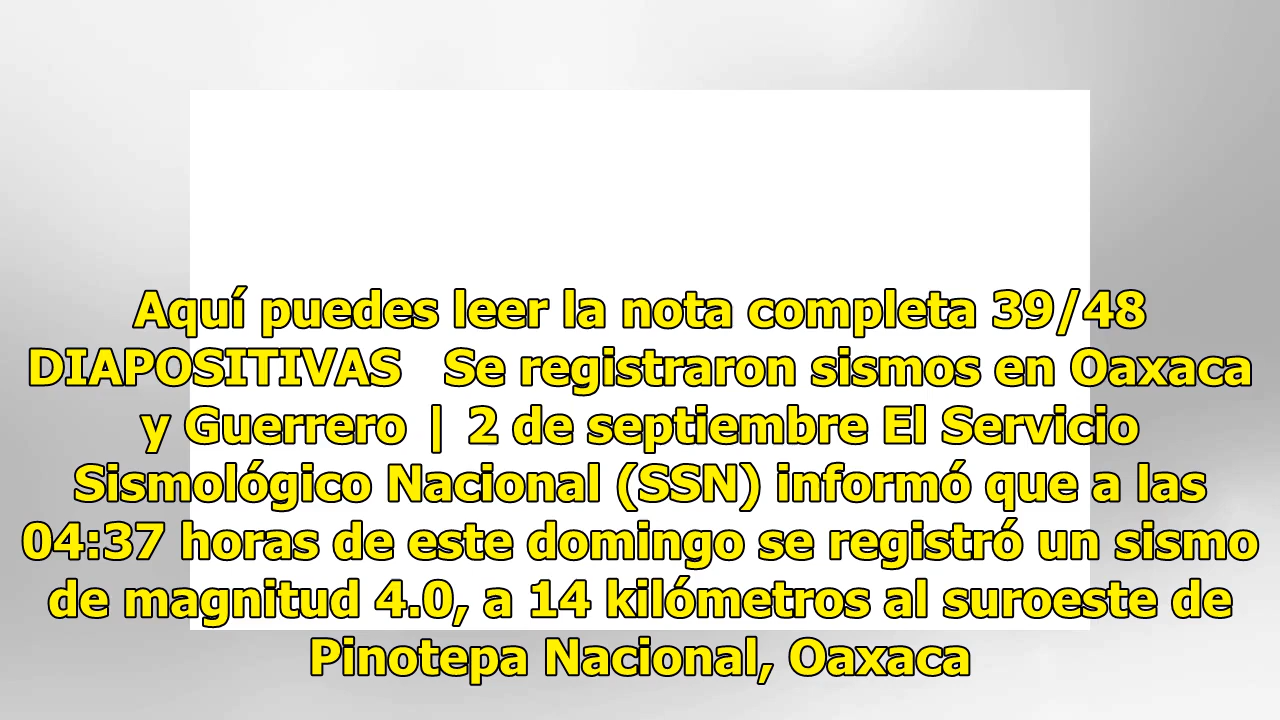 Aquí puedes leer la nota completa 39/48
DIAPOSITIVAS   Se registraron sismos en Oaxaca
y Guerrero | 2 de septiembre El Servicio
Sismológico Nacional (SSN) informó que a las
04:37 horas de este domingo se registró un sismo
de magnitud 4.0, a 14 kilómetros al suroeste de
Pinotepa Nacional, Oaxaca